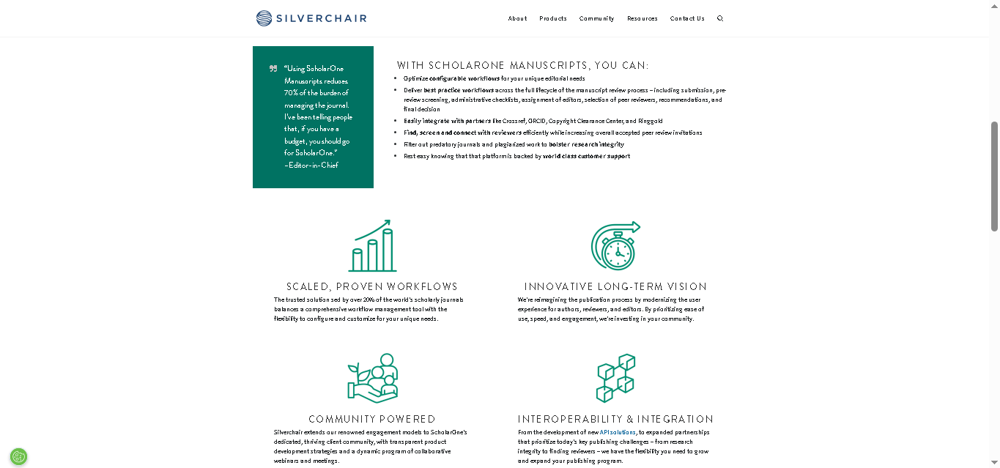 SILVERCHAIR
About Products Community Resources Contact Us
“Using ScholarOne
Manuscripts reduces
70% of the burden of
managing the journal.
I've been telling people
that, if you have a
budget, you should go
for ScholarOne.”
–Editor-in-Chief
WITH SCHOLARONE MANUSCRIPTS, YOU CAN:
• Optimize configurable workflows for your unique editorial needs
• Deliver best practice workflows across the full lifecycle of the manuscript review process – including submission, pre-
review screening, administrative checklists, assignment of editors, selection of peer reviewers, recommendations, and
final decision
• Easily integrate with partners like Crossref, ORCID, Copyright Clearance Center, and Ringgold
• Find, screen and connect with reviewers efficiently while increasing overall accepted peer review invitations
• Filter out predatory journals and plagiarized work to bolster research integrity
• Rest easy knowing that that platform is backed by world class customer support
SCALED, PROVEN WORKFLOWS
The trusted solution sed by over 20% of the world's scholarly journals
balances a comprehensive workflow management tool with the
flexibility to configure and customize for your unique needs.
INNOVATIVE LONG-TERM VISION
We're reimagining the publication process by modernizing the user
experience for authors, reviewers, and editors. By prioritizing ease of
use, speed, and engagement, we're investing in your community.
COMMUNITY POWERED
Silverchair extends our renowned engagement models to ScholarOne's
dedicated, thriving client community, with transparent product
development strategies and a dynamic program of collaborative
webinars and meetings.
INTEROPERABILITY & INTEGRATION
From the development of new API solutions, to expanded partnerships
that prioritize today's key publishing challenges – from research
integrity to finding reviewers – we have the flexibility you need to grow
and expand your publishing program.